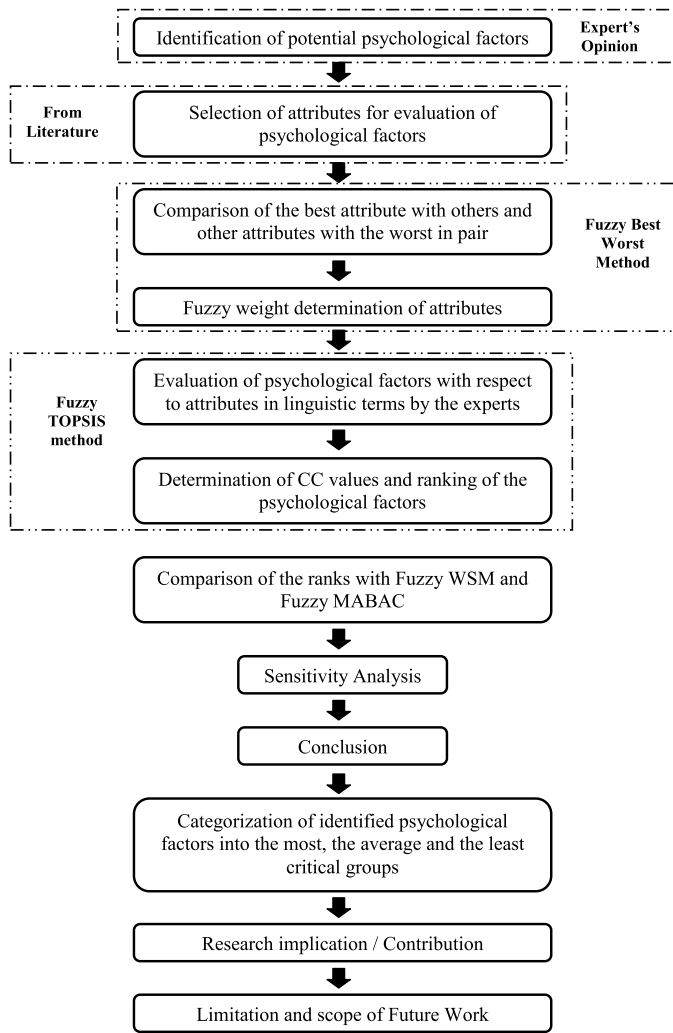 Identification of potential psychological factors
Expert's
Opinion
From
Literature
Selection of attributes for evaluation of
psychological factors
Comparison of the best attribute with others and
other attributes with the worst in pair
Fuzzy Best
Worst
Method
Fuzzy weight determination of attributes
Fuzzy
TOPSIS
method
Evaluation of psychological factors with respect
to attributes in linguistic terms by the experts
Determination of CC values and ranking of the
psychological factors
Comparison of the ranks with Fuzzy WSM and
Fuzzy MABAC
Sensitivity Analysis
Conclusion
Categorization of identified psychological
factors into the most, the average and the least
critical groups
Research implication / Contribution
Limitation and scope of Future Work